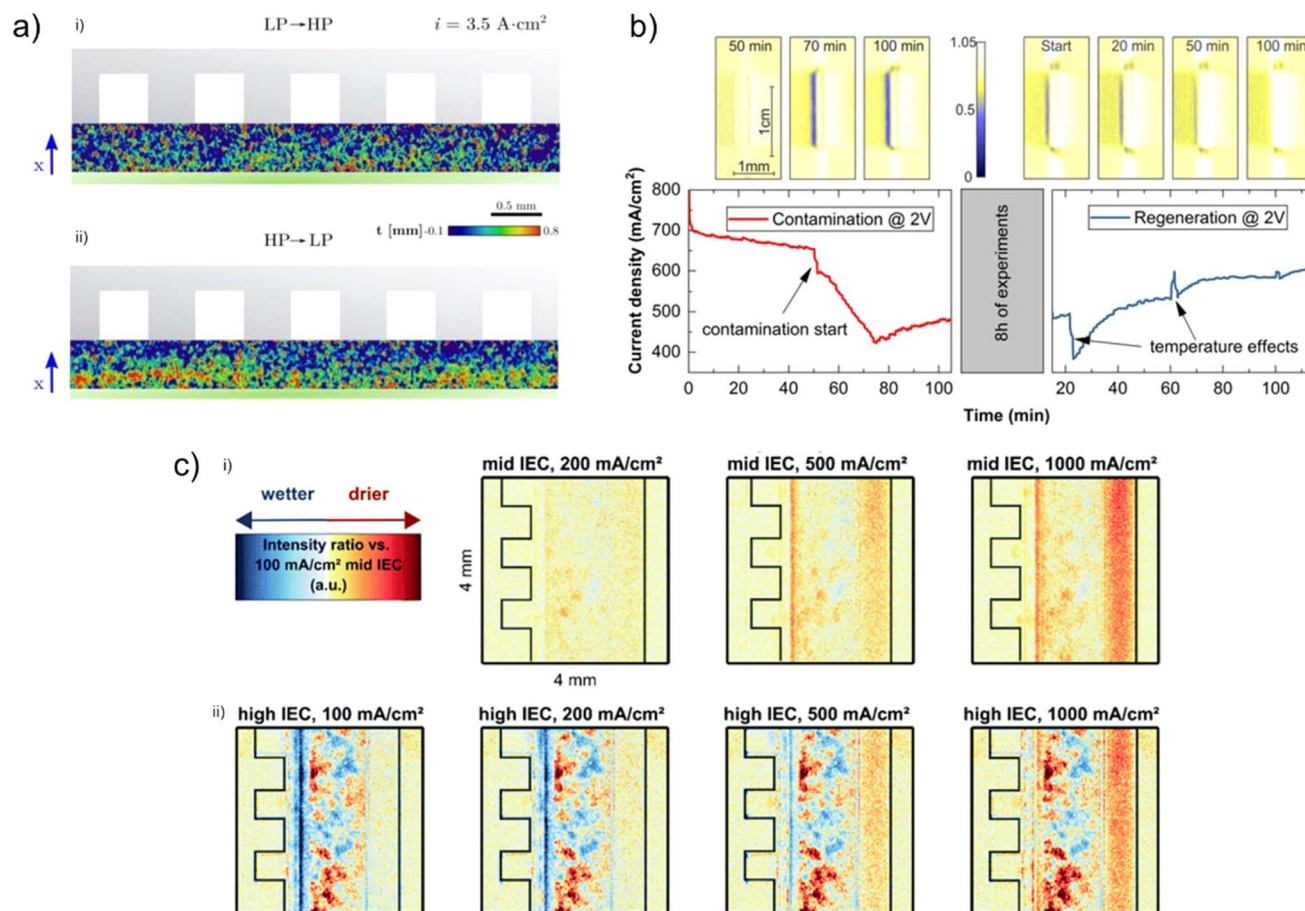 a)
i)
LP→HP
i = 3.5 A·cm²
x
0.5 mm
ii)
HP→LP
t [mm] -0.1
0.8
x
b)
50 min
70 min
100 min
1cm
1mm
1.05
0.5
0
Start
20 min
50 min
100 min
Current density (mA/cm²)
800
700
600
500
400
Contamination @ 2V
contamination start
0 20 40 60 80 100
8h of experiments
Regeneration @ 2V
temperature effects
20 40 60 80 100
Time (min)
c)
i)
wetter drier
Intensity ratio vs.
100 mA/cm² mid IEC
(a.u.)
mid IEC, 200 mA/cm²
mid IEC, 500 mA/cm²
mid IEC, 1000 mA/cm²
4 mm
4 mm
ii)
high IEC, 100 mA/cm²
high IEC, 200 mA/cm²
high IEC, 500 mA/cm²
high IEC, 1000 mA/cm²